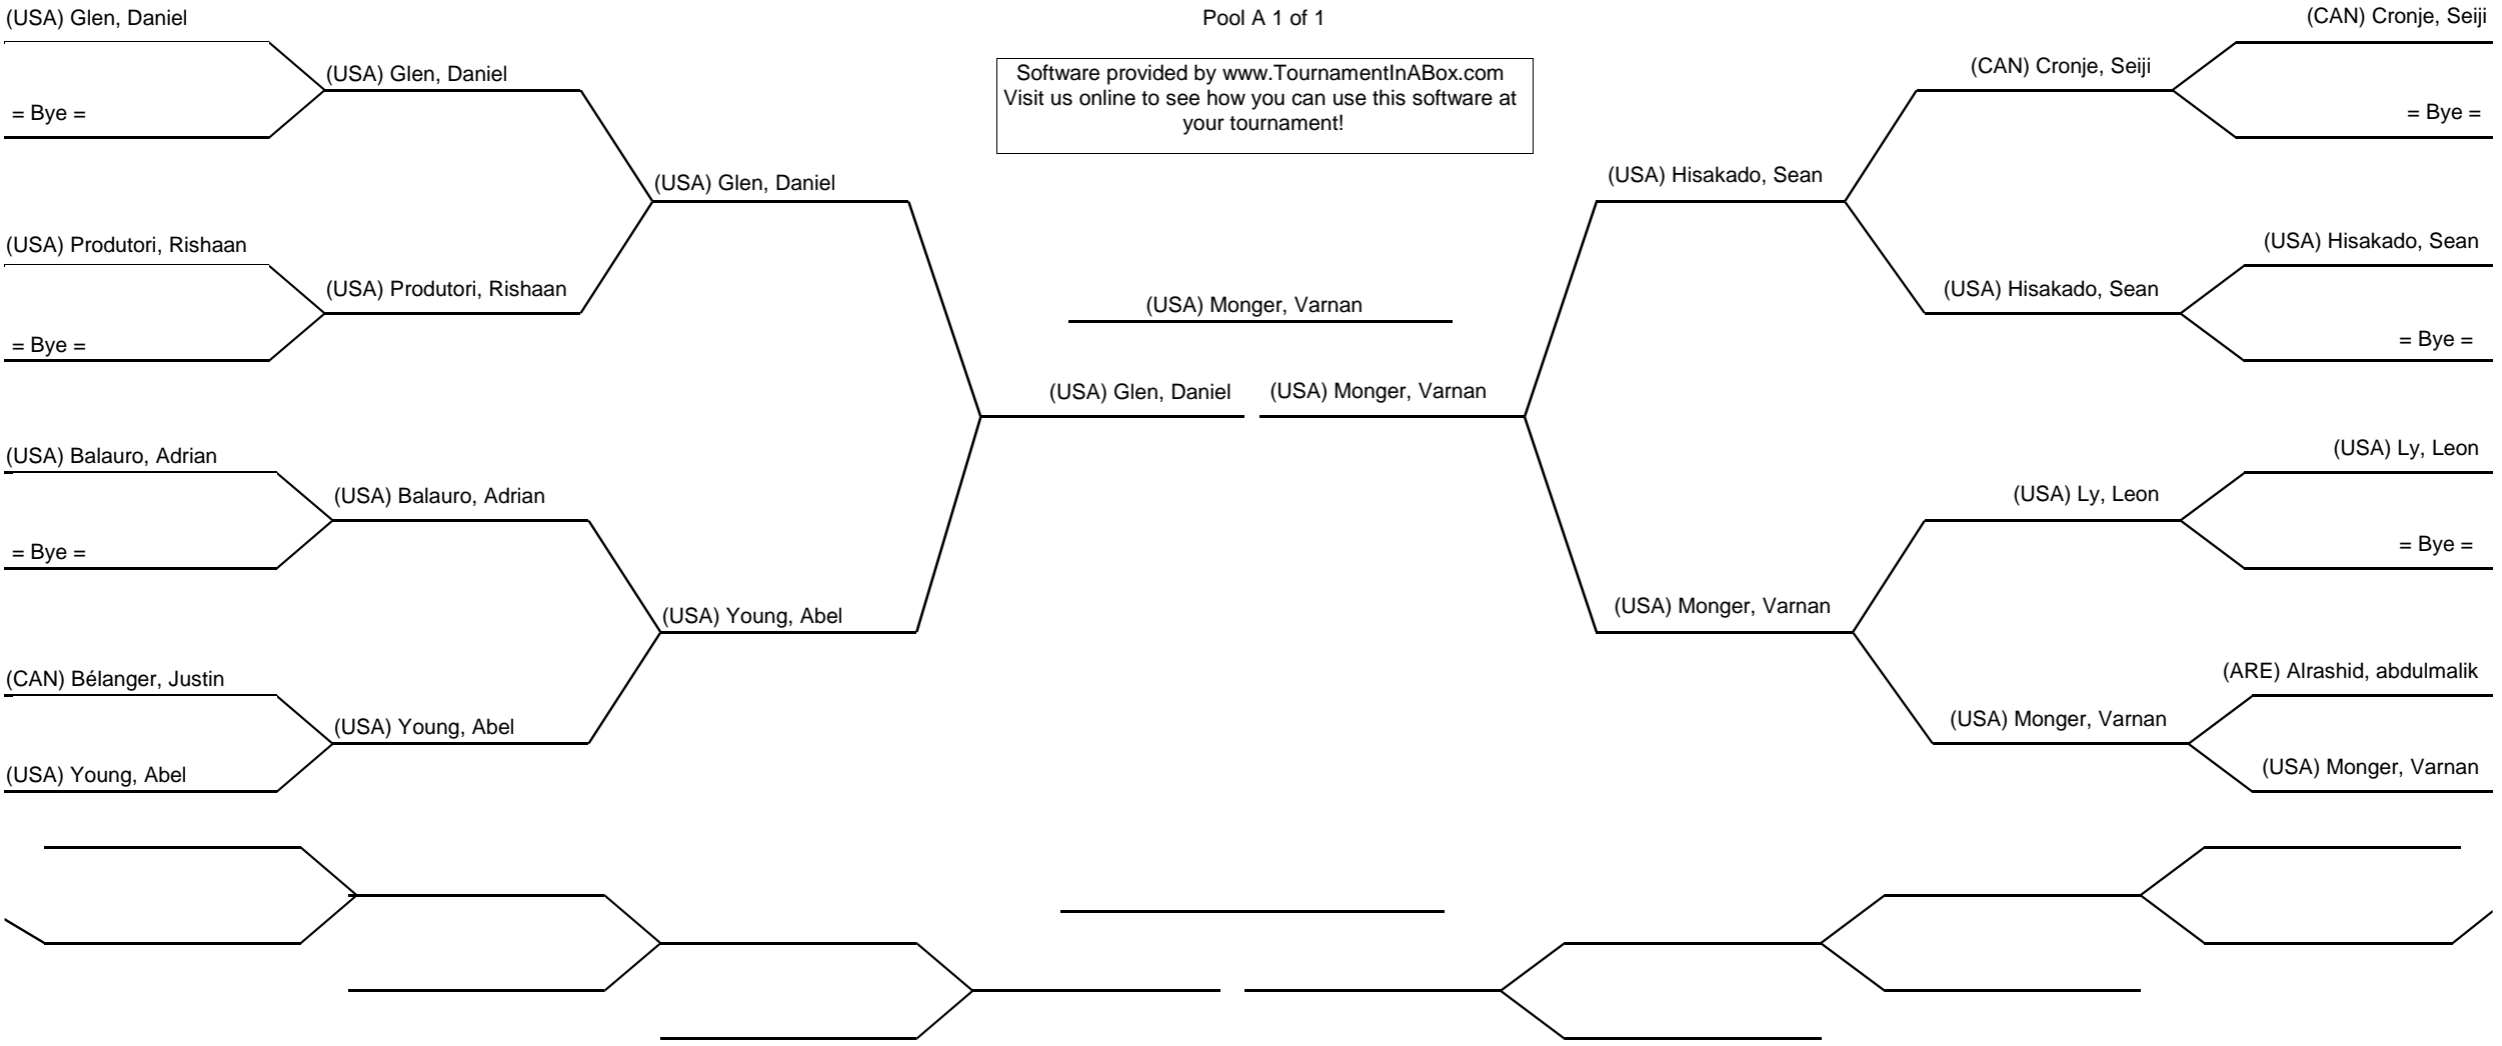 (USA) Glen, Daniel
Pool A 1 of 1
(CAN) Cronje, Seiji
Software provided by www.TournamentInABox.com
Visit us online to see how you can use this software at
your tournament!
(USA) Glen, Daniel
(CAN) Cronje, Seiji
= Bye =
= Bye =
(USA) Glen, Daniel
(USA) Hisakado, Sean
(USA) Produtori, Rishaan
(USA) Hisakado, Sean
(USA) Produtori, Rishaan
(USA) Monger, Varnan
(USA) Hisakado, Sean
= Bye =
= Bye =
(USA) Glen, Daniel
(USA) Monger, Varnan
(USA) Balauro, Adrian
(USA) Ly, Leon
(USA) Balauro, Adrian
(USA) Ly, Leon
= Bye =
= Bye =
(USA) Young, Abel
(USA) Monger, Varnan
(CAN) Bélanger, Justin
(ARE) Alrashid, abdulmalik
(USA) Young, Abel
(USA) Monger, Varnan
(USA) Young, Abel
(USA) Monger, Varnan